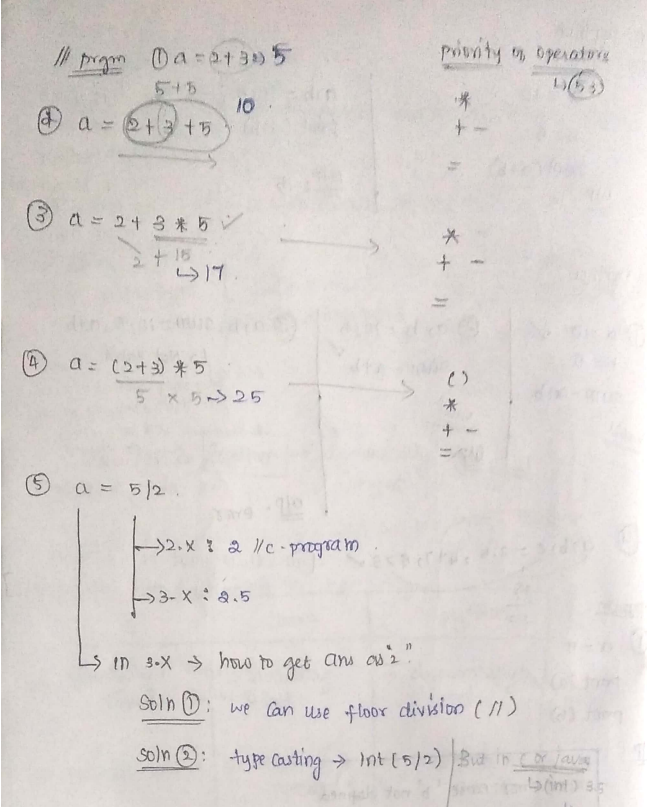 /// prgm ① a = 2+3 => 5
priority of operators
↳ (53)
5+5
② a = 2+3+5 10.
*
+ -
=
③ a = 2 + 3 * 5 ✓
2 + 15
↳ 17.
*
+ -
=
④ a = (2+3) * 5
5 × 5 → 25
()
*
+ -
=
⑤ a = 5/2.
→ 2.x : 2 //c-program
→ 3-x : 2.5
↳ in 3.x → how to get ans as "2".
Soln ①: we can use floor division (//)
Soln ②: type casting → Int (5/2) | But in C or Java
↳ (int) 3.5